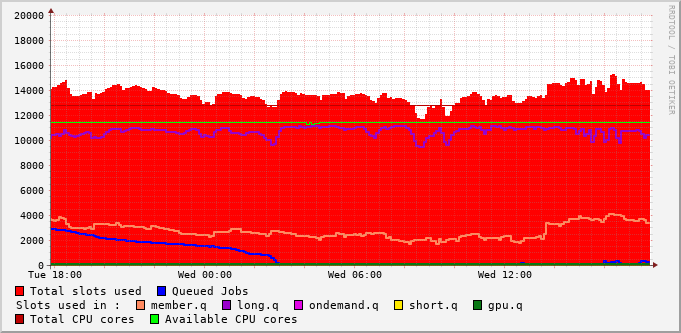 20000
18000
16000
14000
12000
10000
8000
6000
4000
2000
0
Tue 18:00 Wed 00:00 Wed 06:00 Wed 12:00
RRDTOOL / TOBI OETIKER
Total slots used Queued Jobs
Slots used in : member.q long.q ondemand.q short.q gpu.q
Total CPU cores Available CPU cores